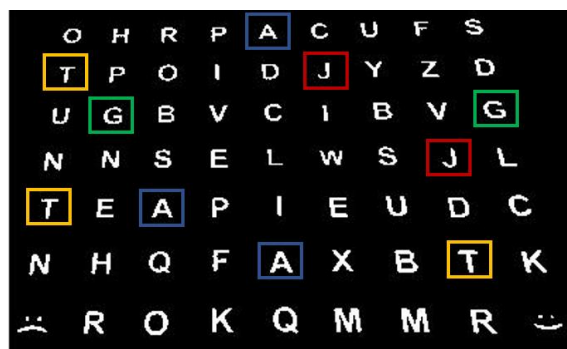 O H R P A C U F S
T P O I D J Y Z D
U G B V C I B V G
N N S E L W S J L
T E A P I E U D C
N H Q F A X B T K
R O K Q M M R